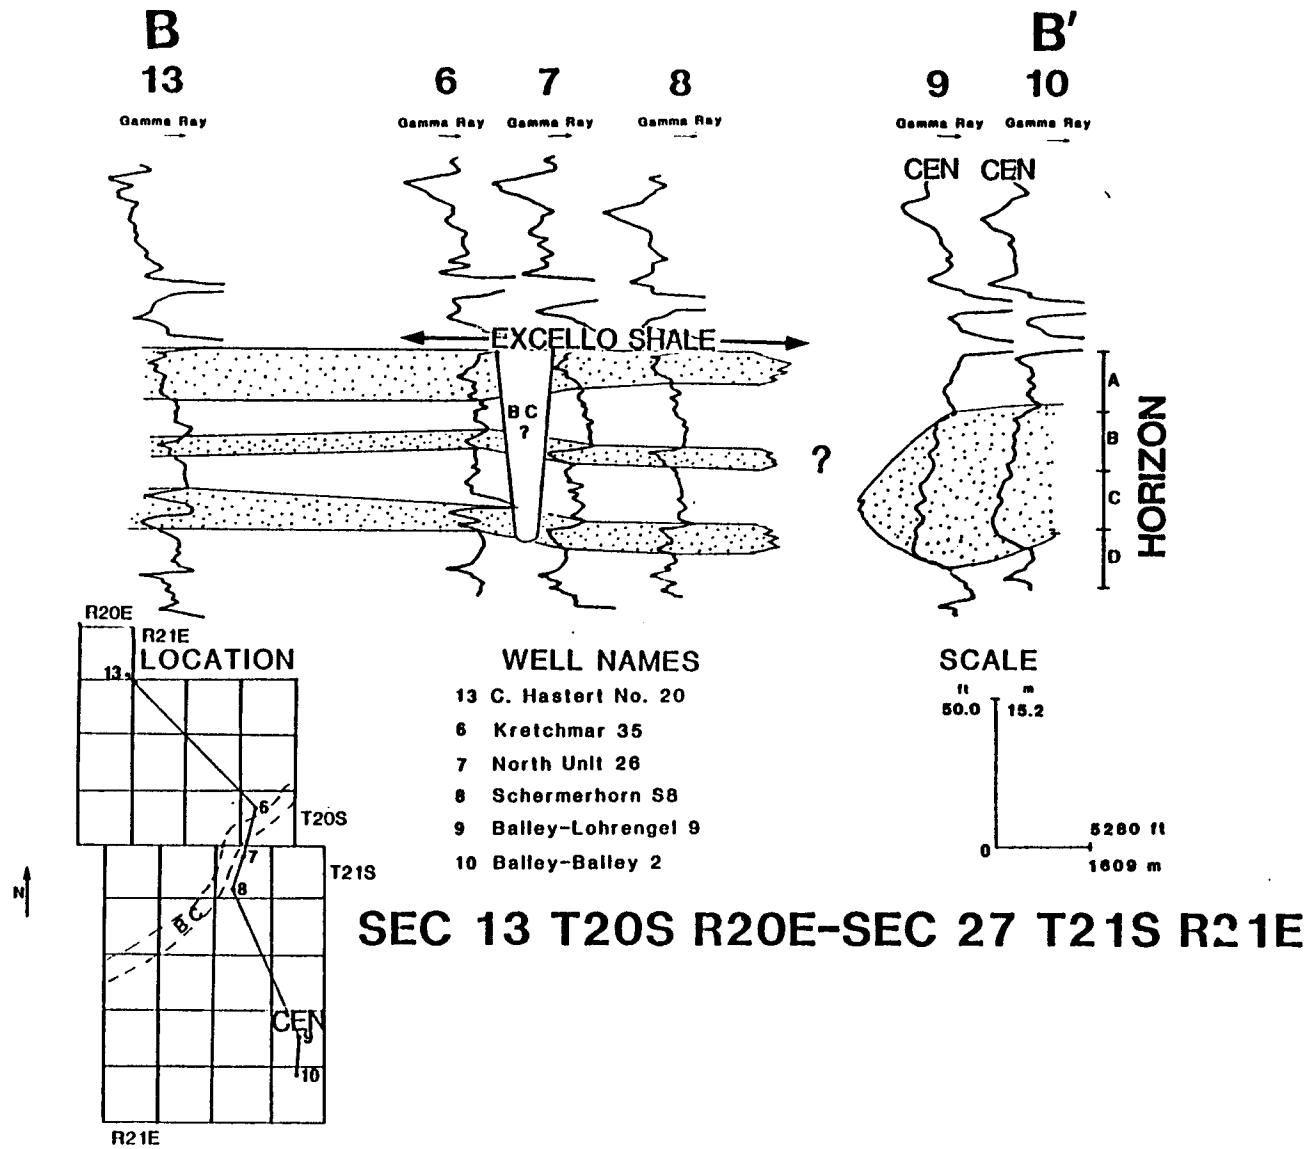 B B'
13 6 7 8 9 10
Gamma Ray Gamma Ray Gamma Ray Gamma Ray Gamma Ray Gamma Ray
CEN CEN
EXCELLO SHALE
BC
?
?
A
B
C
D
HORIZON
R20E
R21E
LOCATION
13
6
T20S
7
T21S
8
N
BC
CEN
9
10
R21E
WELL NAMES
13 C. Hastert No. 20
6 Kretchmar 35
7 North Unit 26
8 Schermerhorn S8
9 Bailey-Lohrengel 9
10 Bailey-Bailey 2
SCALE
ft m
50.0 15.2
0
5280 ft
1609 m
SEC 13 T20S R20E-SEC 27 T21S R21E